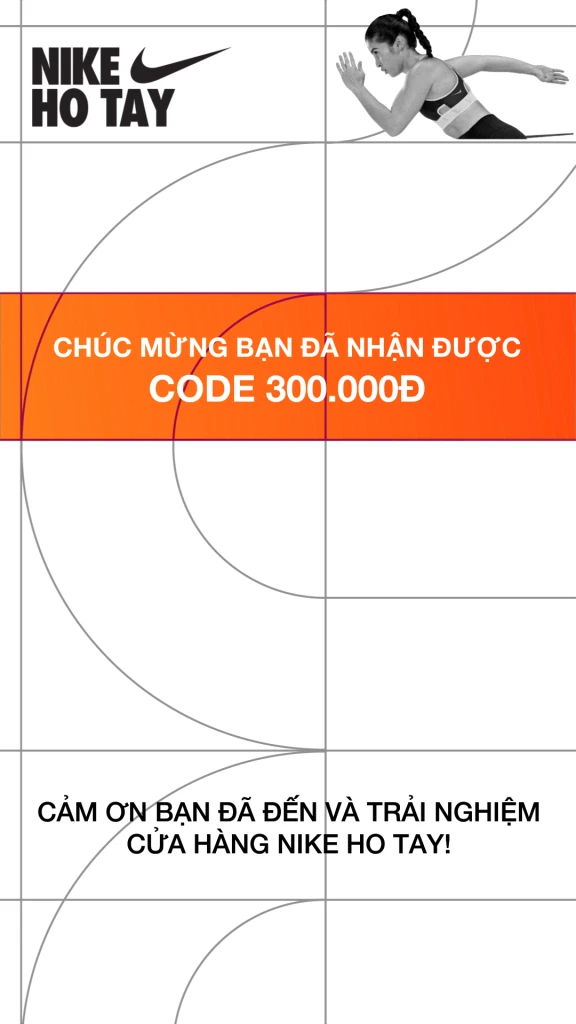 NIKE
HO TAY
CHÚC MỪNG BẠN ĐÃ NHẬN ĐƯỢC
CODE 300.000Đ
CẢM ƠN BẠN ĐÃ ĐẾN VÀ TRẢI NGHIỆM
CỬA HÀNG NIKE HO TAY!